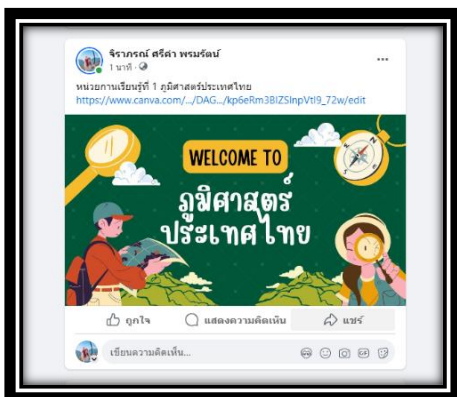 จิราภรณ์ ศรีคำ พรมรัตน์
1 นาที ·
หน่วยการเรียนรู้ที่ 1 ภูมิศาสตร์ประเทศไทย
https://www.canva.com/.../DAG.../kp6eRm3BIZSInpVtl9_72w/edit
WELCOME TO
ภูมิศาสตร์
ประเทศไทย
N
ถูกใจ แสดงความคิดเห็น แชร์
เขียนความคิดเห็น...
GIF